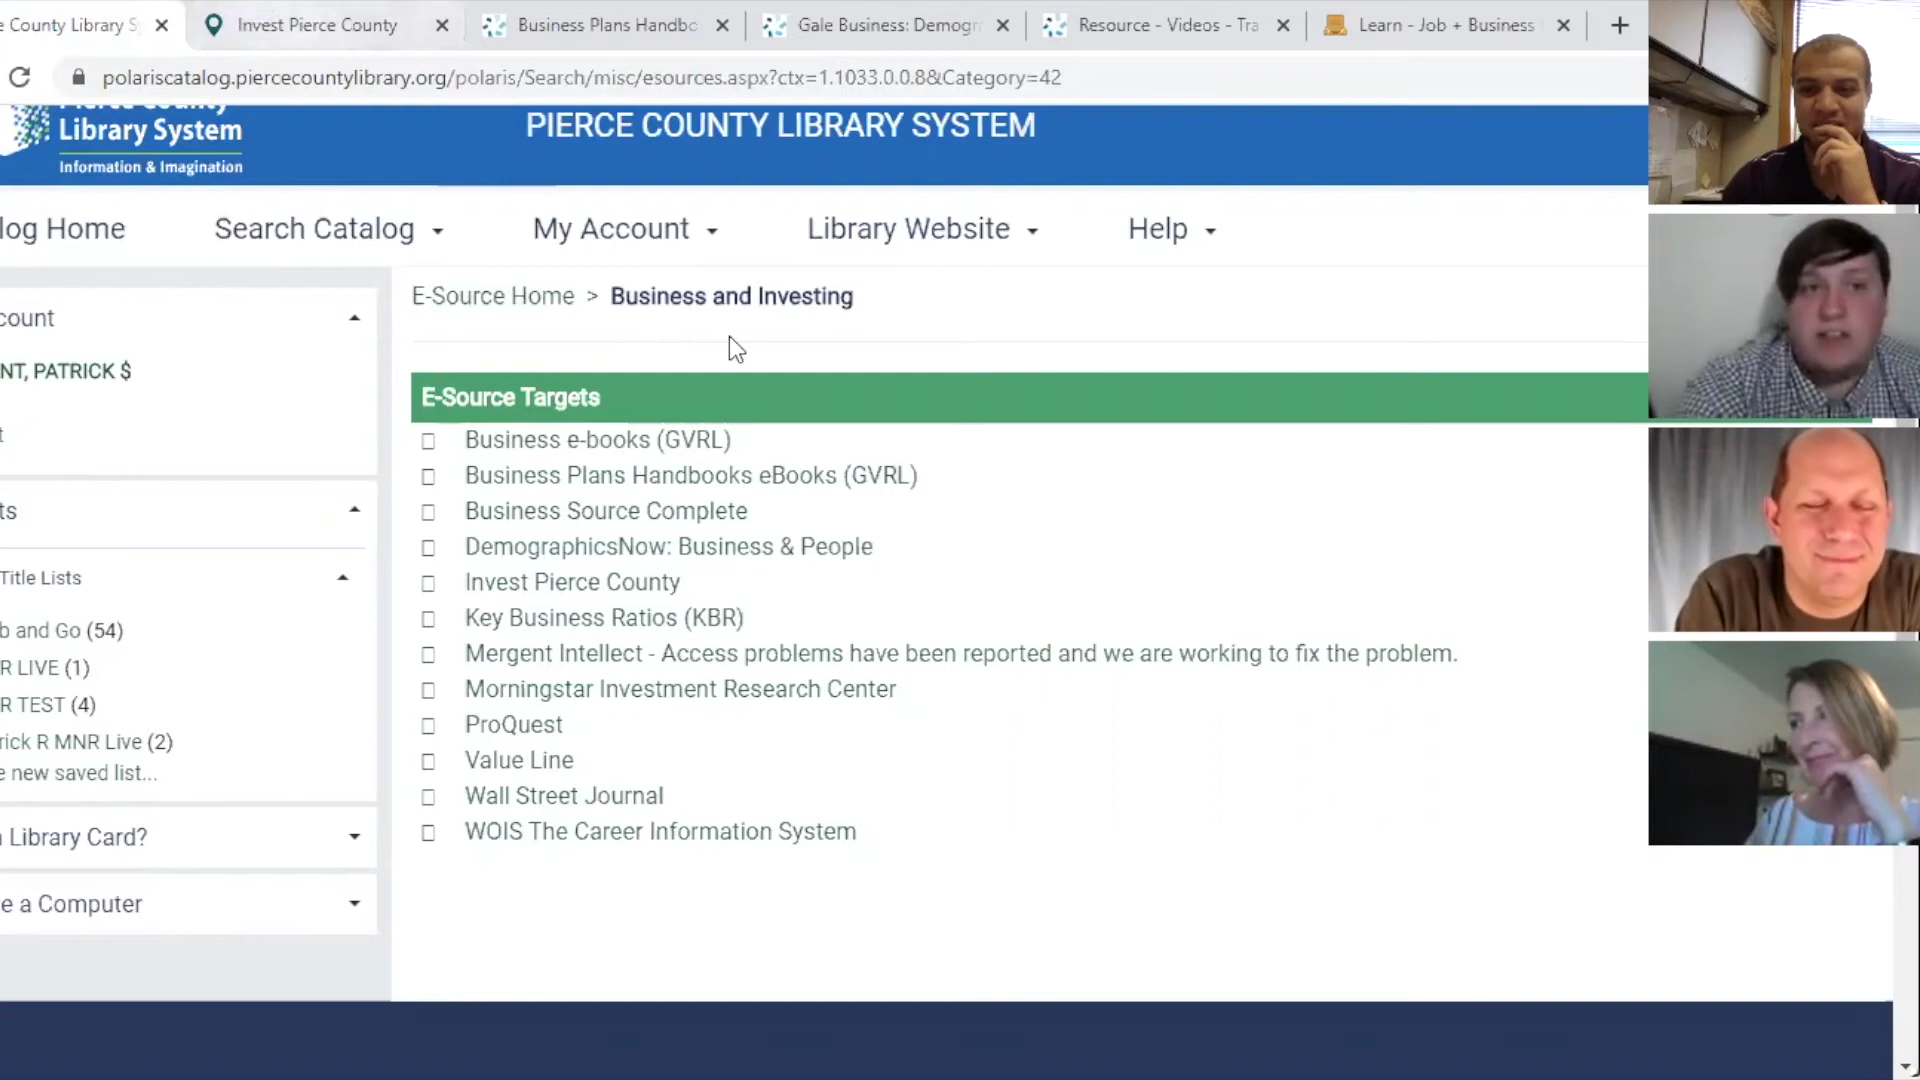 e County Library S
Invest Pierce County
Business Plans Handbo
Gale Business: Demogr
Resource - Videos - Tra
Learn - Job + Business
polariscatalog.piercecountylibrary.org/polaris/Search/misc/esources.aspx?ctx=1.1033.0.0.8&Category=42
Pierce County
Library System
Information & Imagination
PIERCE COUNTY LIBRARY SYSTEM
log Home
Search Catalog
My Account
Library Website
Help
count
NT, PATRICK $
t
ts
Title Lists
b and Go (54)
R LIVE (1)
R TEST (4)
rick R MNR Live (2)
e new saved list...
Library Card?
e a Computer
E-Source Home > Business and Investing
E-Source Targets
Business e-books (GVRL)
Business Plans Handbooks eBooks (GVRL)
Business Source Complete
DemographicsNow: Business & People
Invest Pierce County
Key Business Ratios (KBR)
Mergent Intellect - Access problems have been reported and we are working to fix the problem.
Morningstar Investment Research Center
ProQuest
Value Line
Wall Street Journal
WOIS The Career Information System